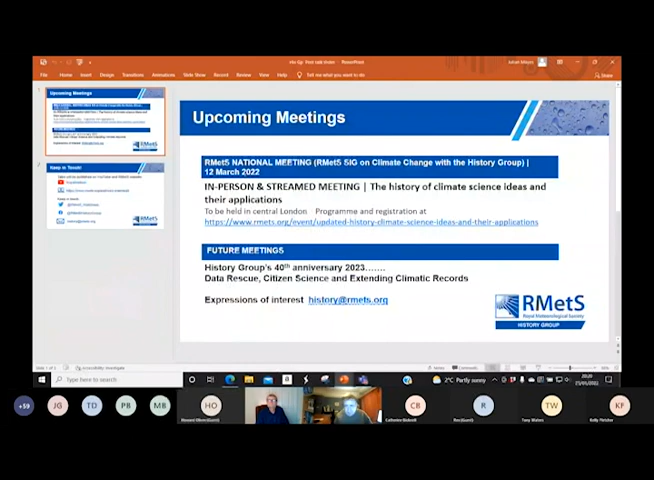 Julian Mayes
File
Home
Insert
Design
Transitions
Animations
Slide Show
Record
Review
View
Help
Tell me what you want to do
Share
1
Upcoming Meetings
2
Keep in Touch!
Upcoming Meetings
RMetS NATIONAL MEETING (RMetS SIG on Climate Change with the History Group) |
12 March 2022
IN-PERSON & STREAMED MEETING | The history of climate science ideas and
their applications
To be held in central London Programme and registration at
https://www.rmets.org/event/updated-history-climate-science-ideas-and-their-applications
FUTURE MEETINGS
History Group's 40th anniversary 2023.......
Data Rescue, Citizen Science and Extending Climatic Records
Expressions of interest history@rmets.org
RMetS
Royal Meteorological Society
HISTORY GROUP
Type here to search
2°C Partly sunny
+59
JG
TD
PB
MB
HO
CB
R
TW
KF